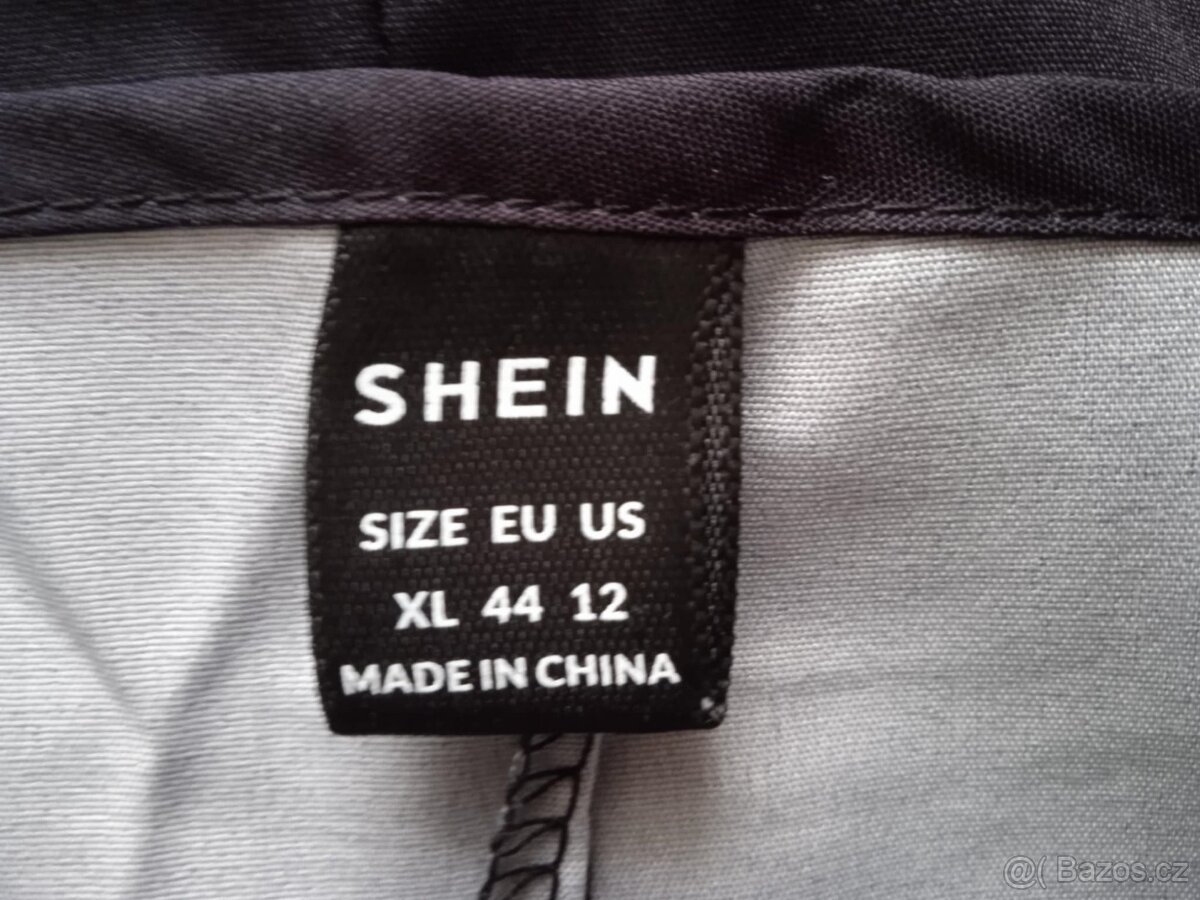 SHEIN
SIZE EU US
XL 44 12
MADE IN CHINA
@( Bazos.cz